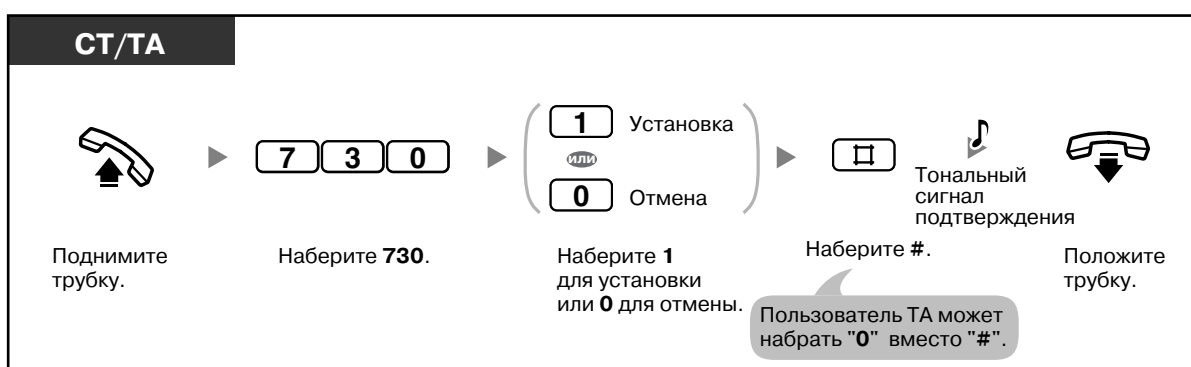 СТ/ТА
7 3 0
1 Установка
или
0 Отмена
Тональный
сигнал
подтверждения
Поднимите
трубку.
Наберите 730.
Наберите 1
для установки
или 0 для отмены.
Наберите #.
Положите
трубку.
Пользователь ТА может
набрать "0" вместо "#".